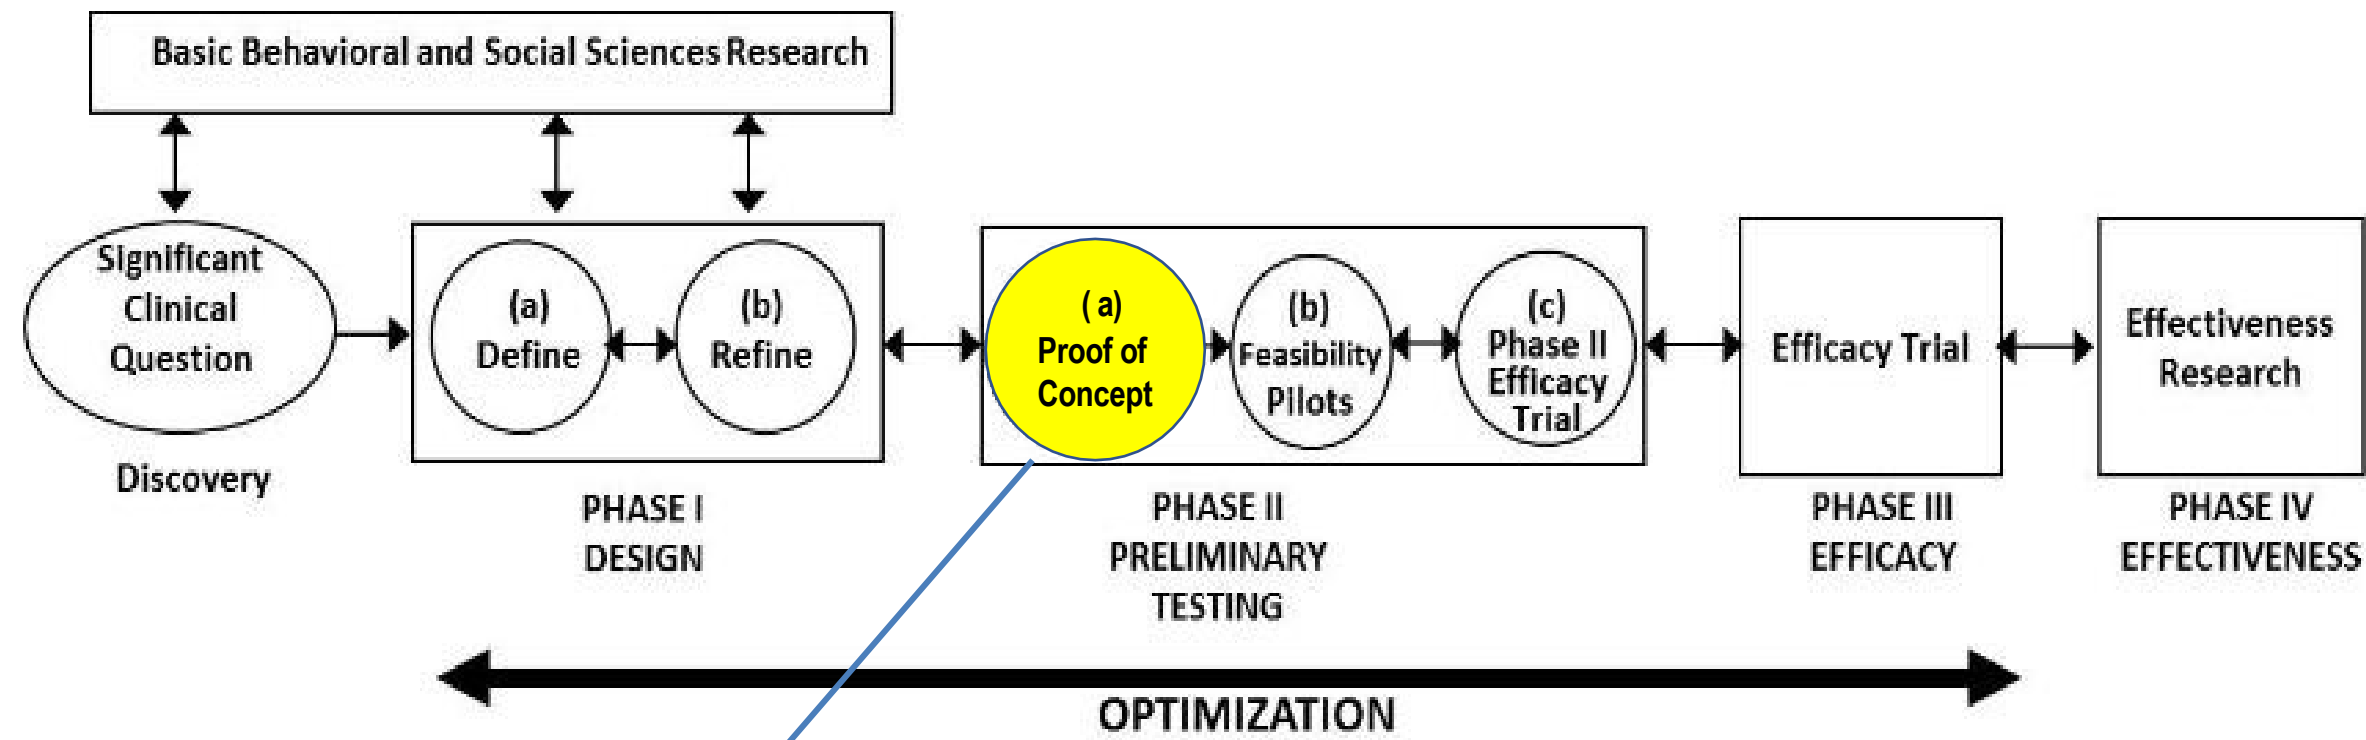 Basic Behavioral and Social Sciences Research
Significant
Clinical
Question
Discovery
(a)
Define
(b)
Refine
PHASE I
DESIGN
( a)
Proof of
Concept
(b)
Feasibility
Pilots
(c)
Phase II
Efficacy
Trial
PHASE II
PRELIMINARY
TESTING
Efficacy Trial
PHASE III
EFFICACY
Effectiveness
Research
PHASE IV
EFFECTIVENESS
OPTIMIZATION